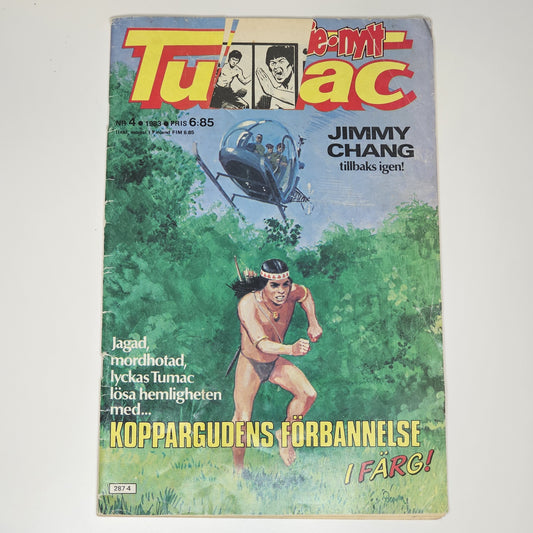 Serie-nytt
Tumac
NR 4 • 1983 • PRIS 6:85
JIMMY
CHANG
tillbaks igen!
Jagad,
mordhotad,
lyckas Tumac
lösa hemligheten
med...
KOPPARGUDENS FÖRBANNELSE
I FÄRG!
287 4